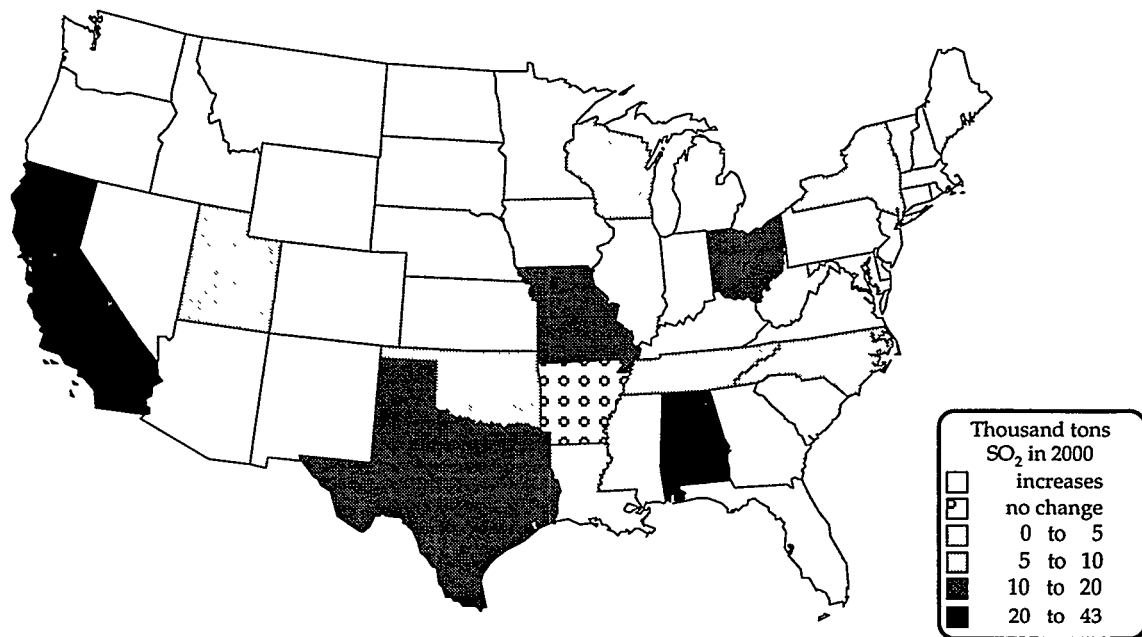 Thousand tons
SO₂ in 2000
increases
no change
0 to 5
5 to 10
10 to 20
20 to 43